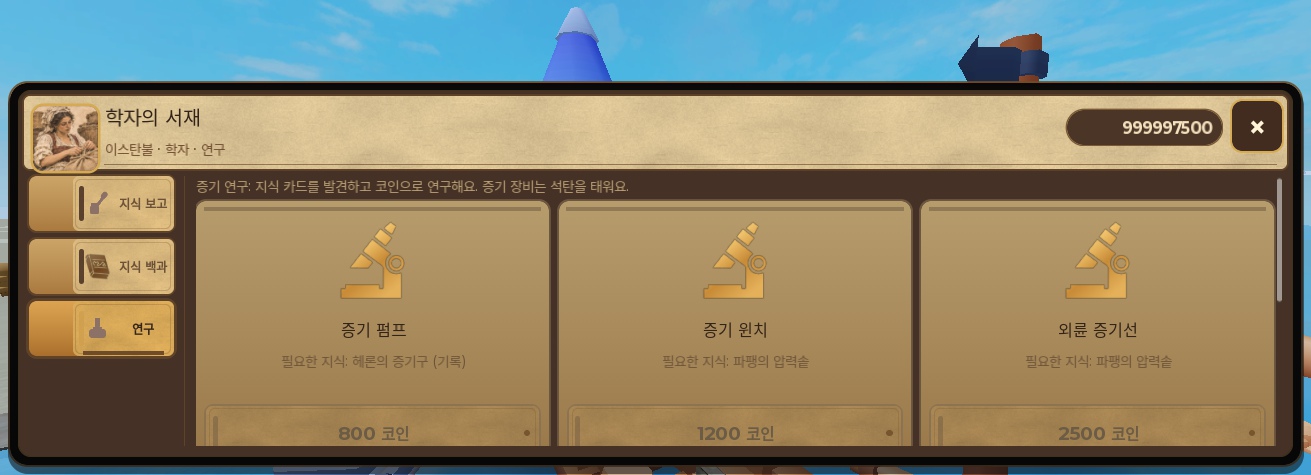 학자의 서재
이스탄불 · 학자 · 연구
999997500
×
지식 보고
지식 백과
연구
증기 연구: 지식 카드를 발견하고 코인으로 연구해요. 증기 장비는 석탄을 태워요.
증기 펌프
필요한 지식: 헤론의 증기구 (기록)
800 코인
증기 윈치
필요한 지식: 파팽의 압력솥
1200 코인
외륜 증기선
필요한 지식: 파팽의 압력솥
2500 코인